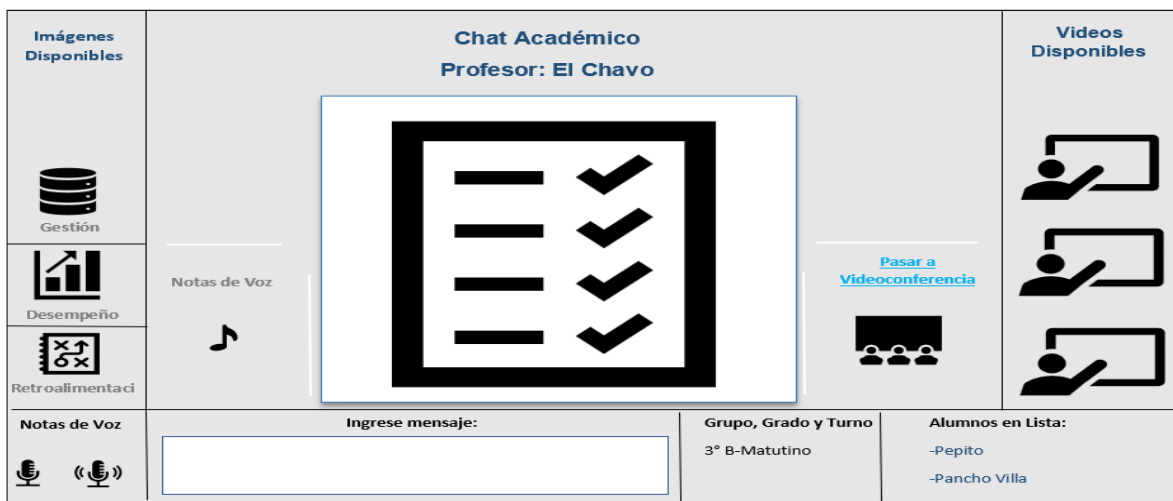 Imágenes
Disponibles
Gestión
Desempeño
Retroalimentaci
Notas de Voz
Chat Académico
Profesor: El Chavo
Notas de Voz
Pasar a
Videoconferencia
Videos
Disponibles
Ingrese mensaje:
Grupo, Grado y Turno
3° B-Matutino
Alumnos en Lista:
-Pepito
-Pancho Villa